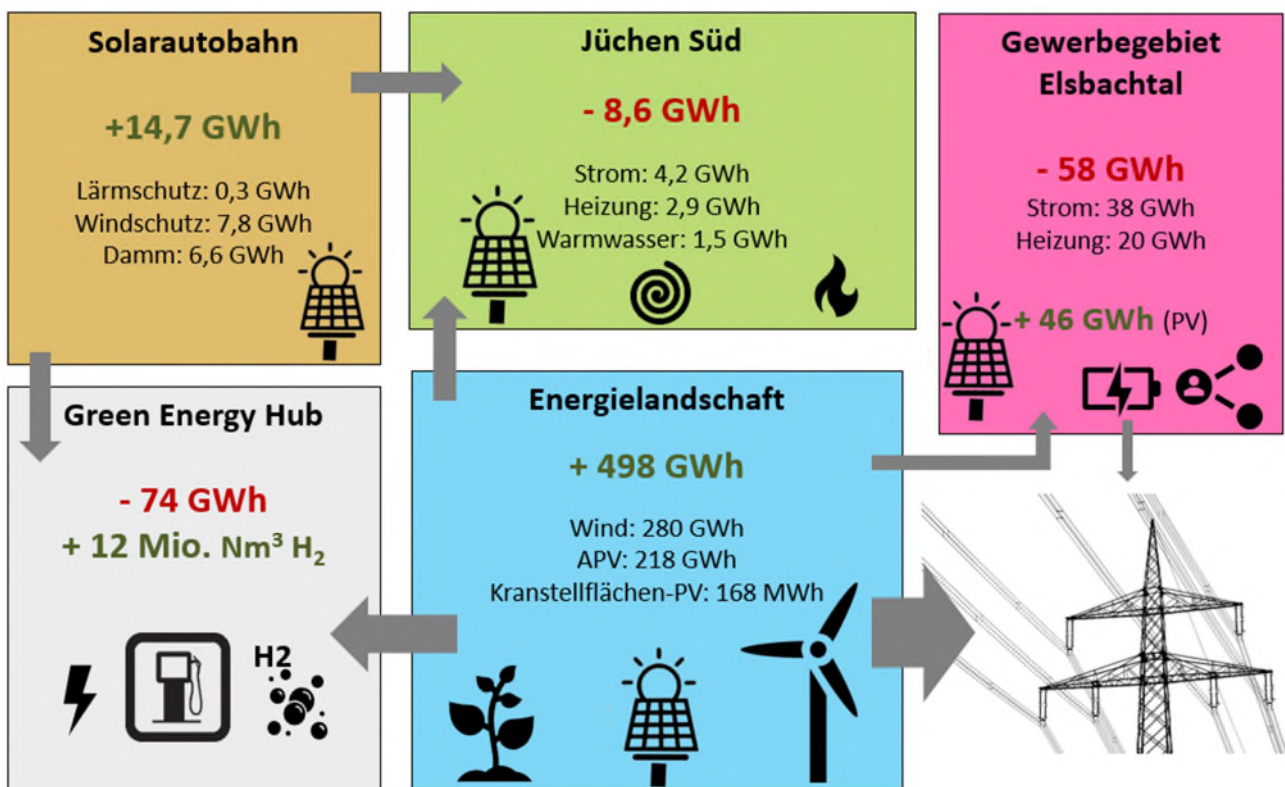 Solarautobahn
+14,7 GWh
Lärmschutz: 0,3 GWh
Windschutz: 7,8 GWh
Damm: 6,6 GWh
Jüchen Süd
- 8,6 GWh
Strom: 4,2 GWh
Heizung: 2,9 GWh
Warmwasser: 1,5 GWh
Gewerbegebiet
Elsbachtal
- 58 GWh
Strom: 38 GWh
Heizung: 20 GWh
+ 46 GWh (PV)
Green Energy Hub
- 74 GWh
+ 12 Mio. Nm³ H₂
H2
Energielandschaft
+ 498 GWh
Wind: 280 GWh
APV: 218 GWh
Kranstellflächen-PV: 168 MWh